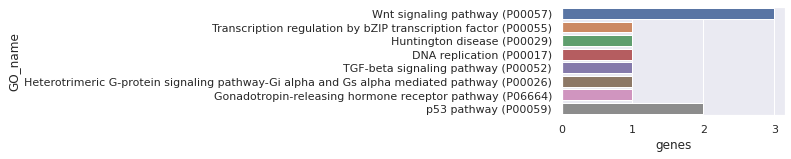 Wnt signaling pathway (P00057)
Transcription regulation by bZIP transcription factor (P00055)
Huntington disease (P00029)
DNA replication (P00017)
TGF-beta signaling pathway (P00052)
Heterotrimeric G-protein signaling pathway-Gi alpha and Gs alpha mediated pathway (P00026)
Gonadotropin-releasing hormone receptor pathway (P06664)
p53 pathway (P00059)
GO_name
0 1 2 3
genes